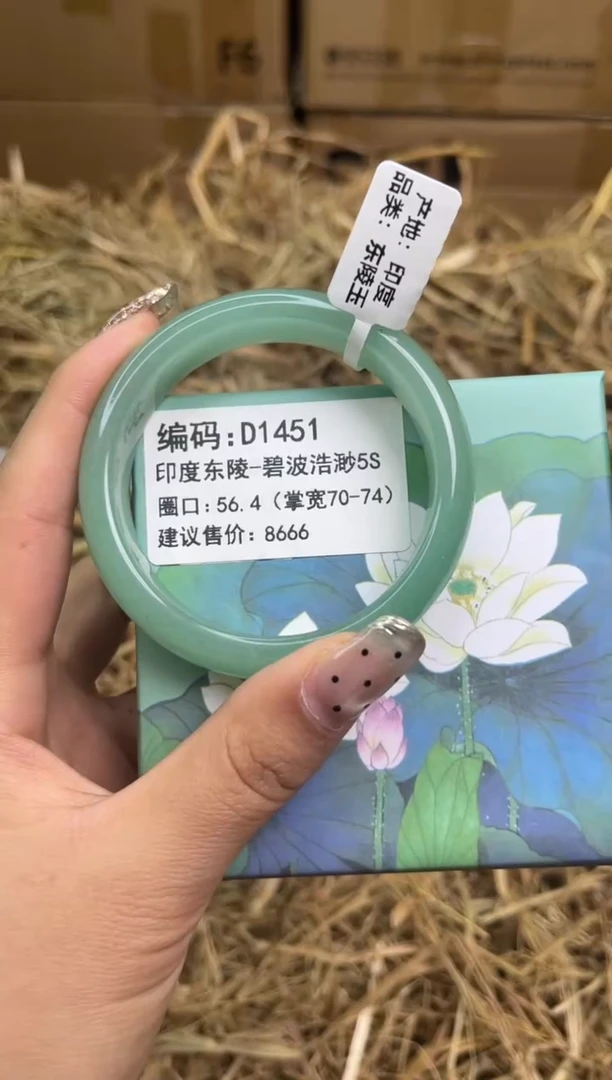 FS
产地：印度
品类：东陵玉
编码:D1451
印度东陵-碧波浩渺5S
圈口:56.4（掌宽70-74）
建议售价:8666